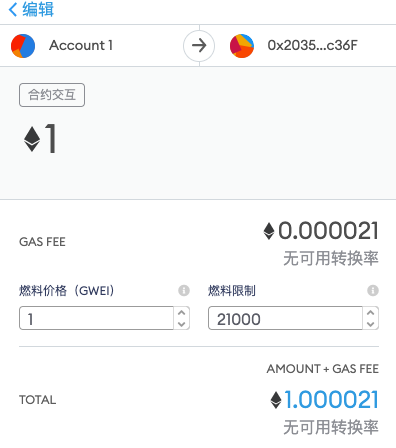 编辑
Account 1
0x2035...c36F
合约交互
1
GAS FEE
0.000021
无可用转换率
燃料价格（GWEI）
燃料限制
1
21000
AMOUNT + GAS FEE
TOTAL
1.000021
无可用转换率